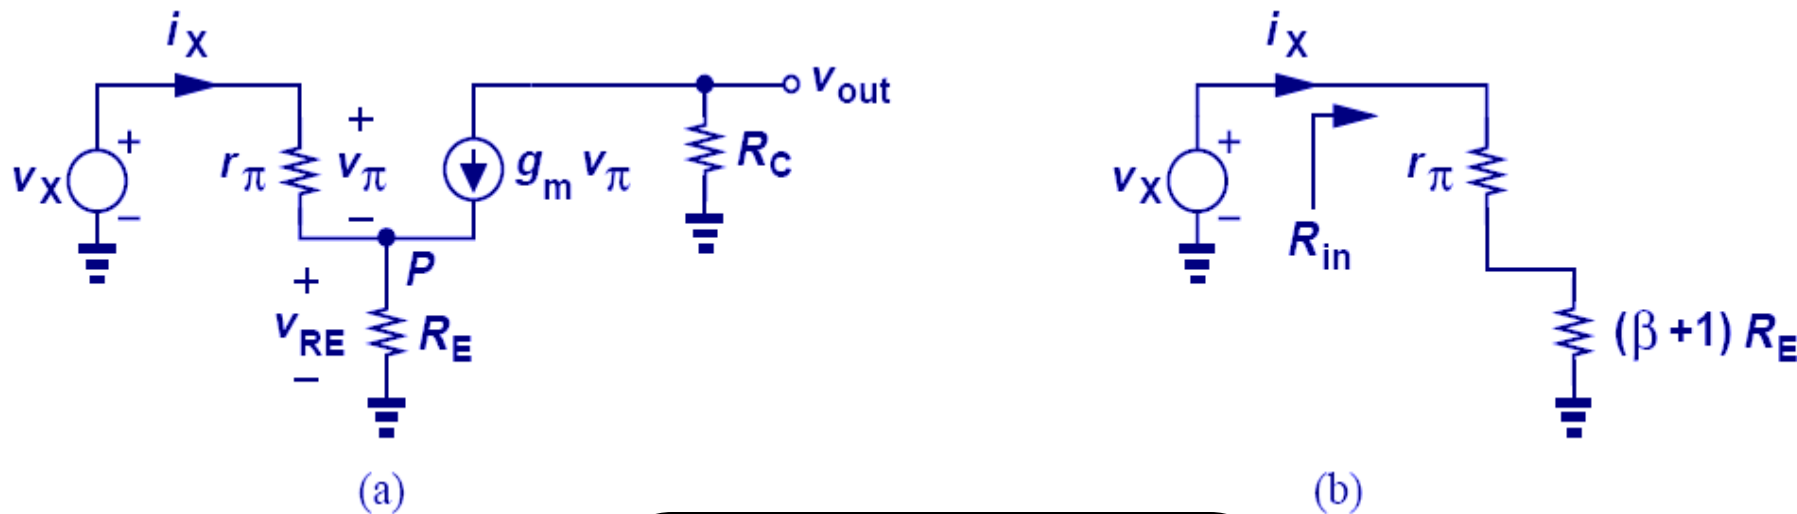 i_X
v_X
+
−
r_π
+
v_π
−
g_m v_π
v_out
R_C
P
+
v_RE
−
R_E
(a)
i_X
v_X
+
−
R_in
r_π
(β +1) R_E
(b)